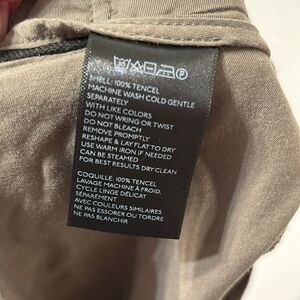 SHELL: 100% TENCEL
MACHINE WASH COLD GENTLE
SEPARATELY
WITH LIKE COLORS
DO NOT WRING OR TWIST
DO NOT BLEACH
REMOVE PROMPTLY
RESHAPE & LAY FLAT TO DRY
USE WARM IRON IF NEEDED
CAN BE STEAMED
FOR BEST RESULTS DRY CLEAN
COQUILLE: 100% TENCEL
LAVAGE MACHINE À FROID,
CYCLE LINGE DÉLICAT
SÉPARÉMENT
AVEC COULEURS SIMILAIRES
NE PAS ESSORER OU TORDRE
NE PAS BLANCHIR